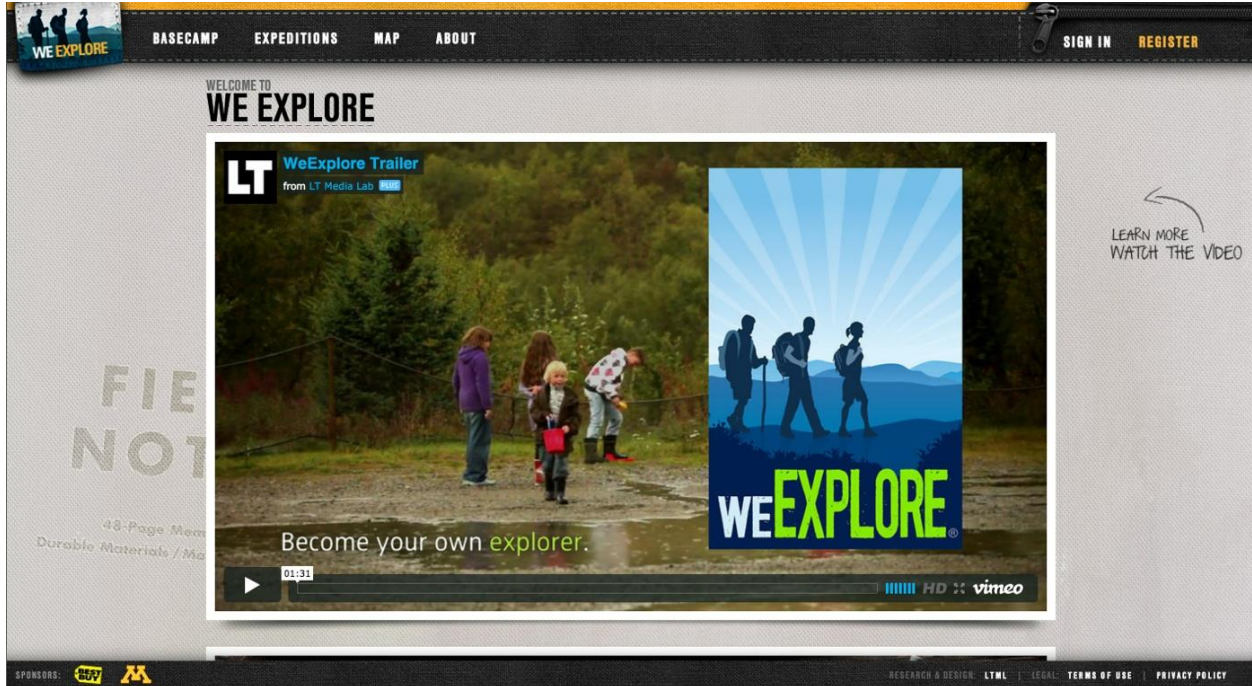 WE EXPLORE
BASECAMP EXPEDITIONS MAP ABOUT
SIGN IN REGISTER
WELCOME TO
WE EXPLORE
LT
WeExplore Trailer
from LT Media Lab PLUS
LEARN MORE
WATCH THE VIDEO
FIE
NOT
48-Page Mem
Durable Materials / Ma
WE EXPLORE®
Become your own explorer.
01:31
HD vimeo
SPONSORS: BEST BUY M RESEARCH & DESIGN: LTML | LEGAL: TERMS OF USE | PRIVACY POLICY